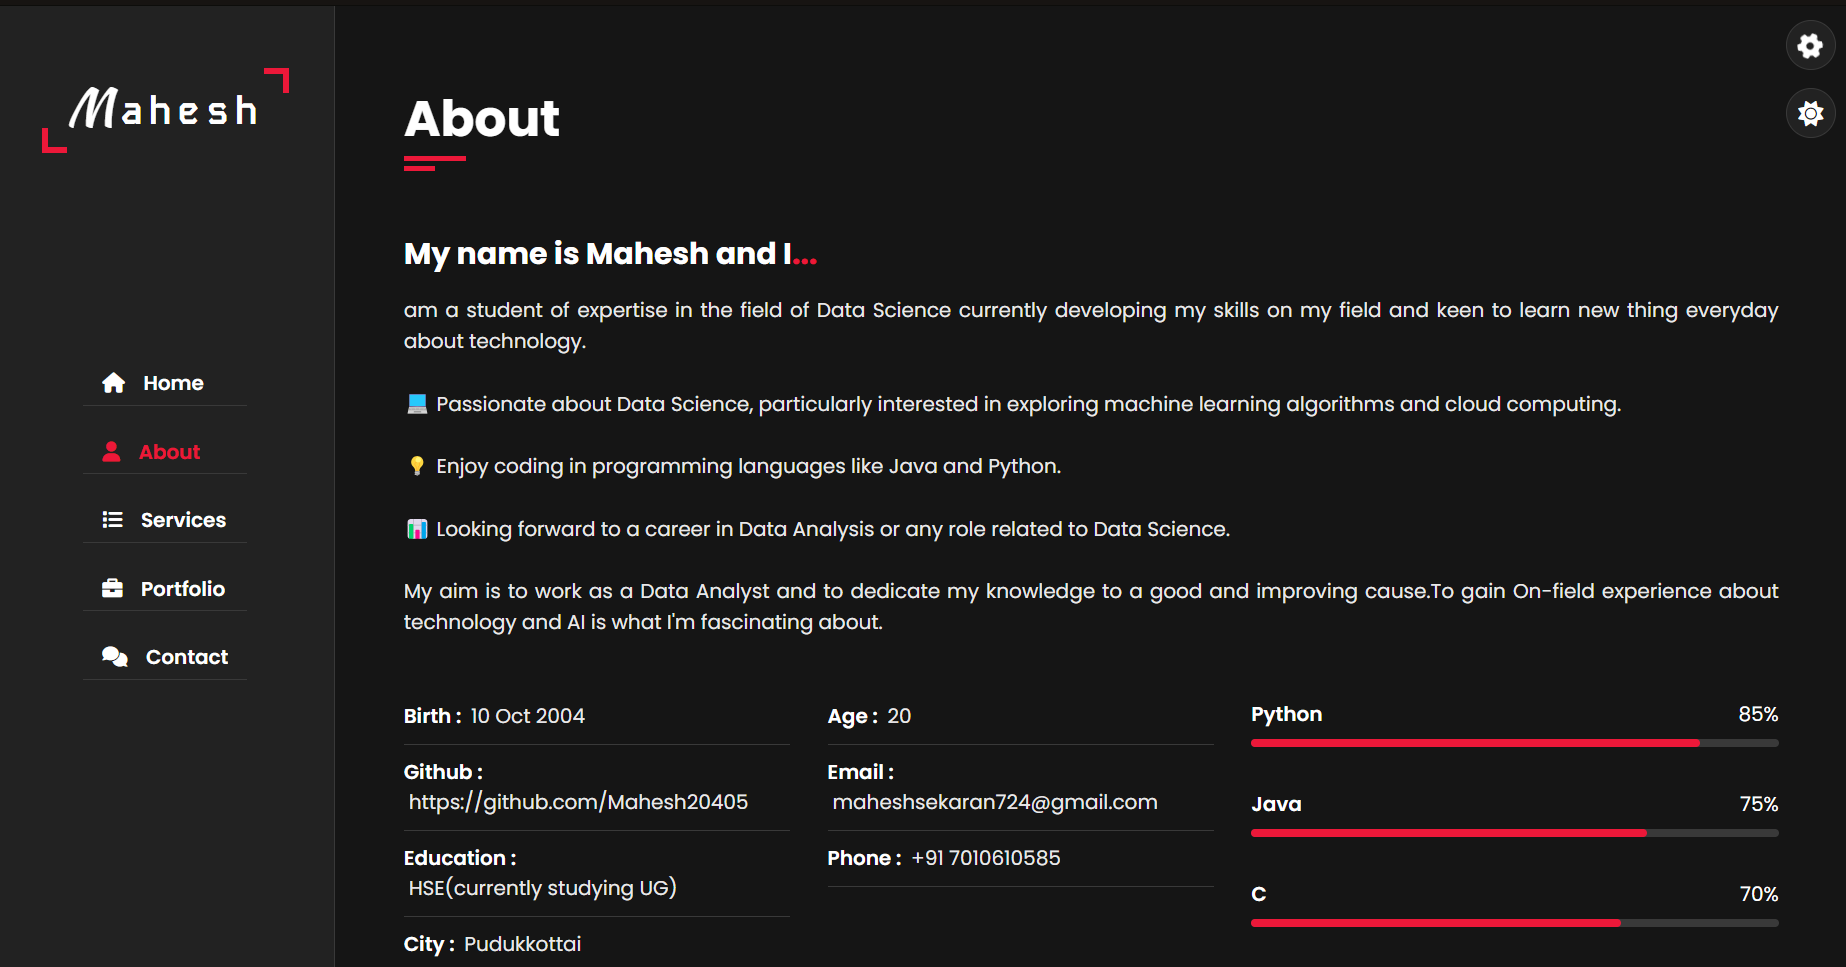 Mahesh
Home
About
Services
Portfolio
Contact
About
My name is Mahesh and I...
am a student of expertise in the field of Data Science currently developing my skills on my field and keen to learn new thing everyday
about technology.
💻 Passionate about Data Science, particularly interested in exploring machine learning algorithms and cloud computing.
💡 Enjoy coding in programming languages like Java and Python.
📊 Looking forward to a career in Data Analysis or any role related to Data Science.
My aim is to work as a Data Analyst and to dedicate my knowledge to a good and improving cause.To gain On-field experience about
technology and AI is what I'm fascinating about.
Birth : 10 Oct 2004
Github :
https://github.com/Mahesh20405
Education :
HSE(currently studying UG)
City : Pudukkottai
Age : 20
Email :
maheshsekaran724@gmail.com
Phone : +91 7010610585
Python 85%
Java 75%
C 70%